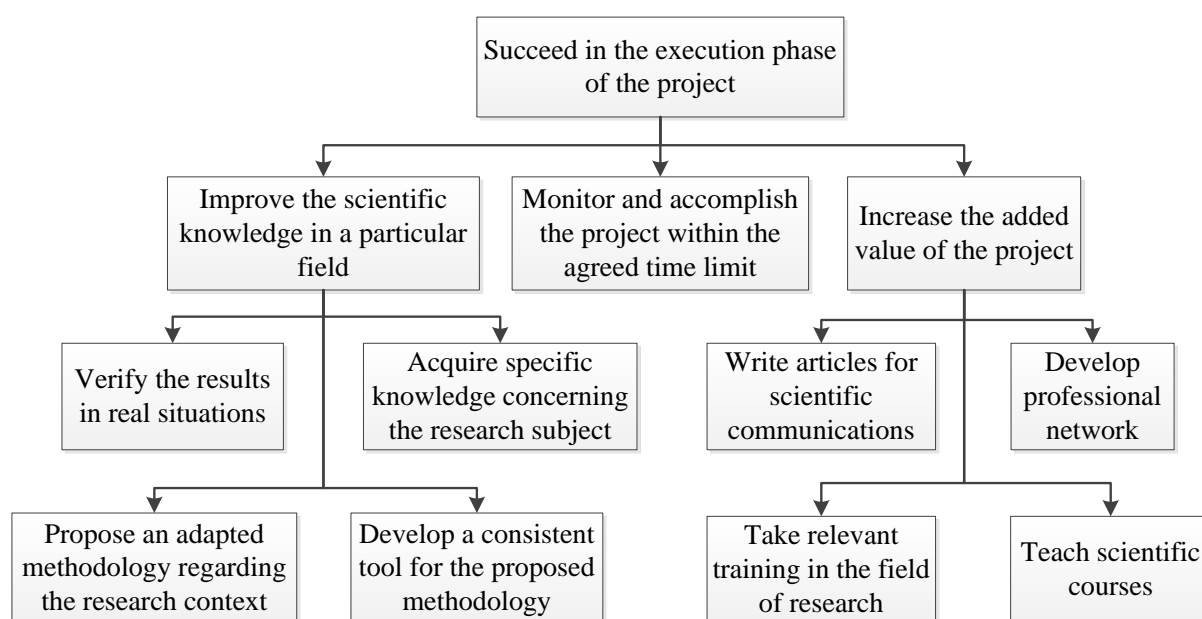 Succeed in the execution phase
of the project
Improve the scientific
knowledge in a particular
field
Monitor and accomplish
the project within the
agreed time limit
Increase the added
value of the project
Verify the results
in real situations
Acquire specific
knowledge concerning
the research subject
Write articles for
scientific
communications
Develop
professional
network
Propose an adapted
methodology regarding
the research context
Develop a consistent
tool for the proposed
methodology
Take relevant
training in the field
of research
Teach scientific
courses